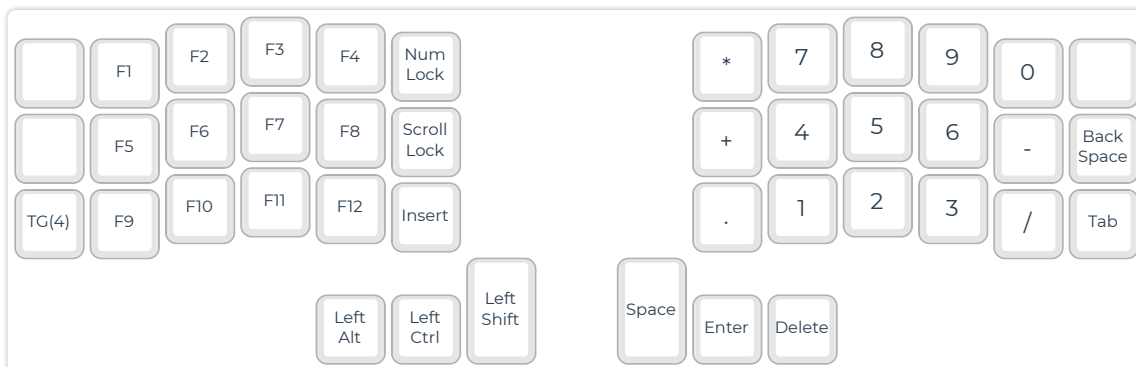 F1 F2 F3 F4 Num Lock * 7 8 9 0
F5 F6 F7 F8 Scroll Lock + 4 5 6 - Back Space
TG(4) F9 F10 F11 F12 Insert . 1 2 3 / Tab
Left Alt Left Ctrl Left Shift Space Enter Delete